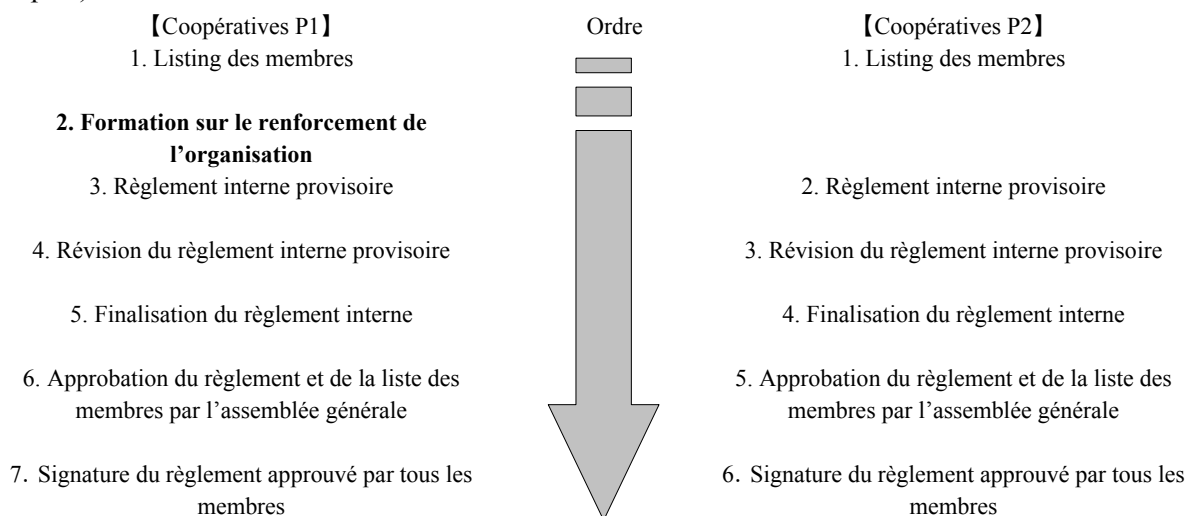 【Coopératives P1】 Ordre 【Coopératives P2】
1. Listing des membres 1. Listing des membres
2. Formation sur le renforcement de
l’organisation
3. Règlement interne provisoire 2. Règlement interne provisoire
4. Révision du règlement interne provisoire 3. Révision du règlement interne provisoire
5. Finalisation du règlement interne 4. Finalisation du règlement interne
6. Approbation du règlement et de la liste des 5. Approbation du règlement et de la liste des
membres par l’assemblée générale membres par l’assemblée générale
7. Signature du règlement approuvé par tous les 6. Signature du règlement approuvé par tous les
membres membres